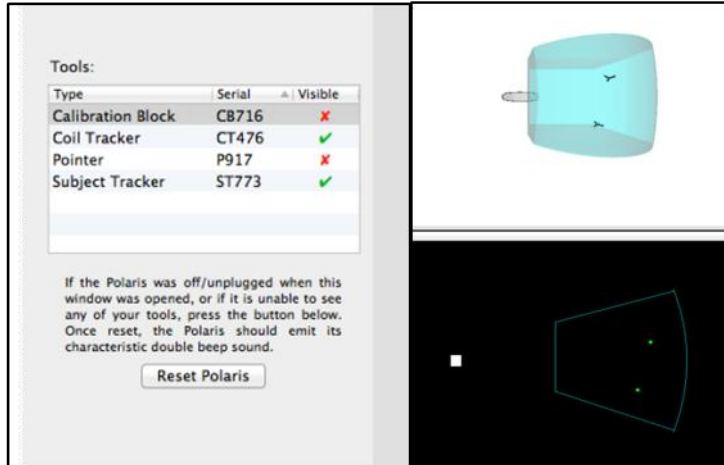 Tools:
Type Serial Visible
Calibration Block CB716 ✘
Coil Tracker CT476 ✔
Pointer P917 ✘
Subject Tracker ST773 ✔
If the Polaris was off/unplugged when this
window was opened, or if it is unable to see
any of your tools, press the button below.
Once reset, the Polaris should emit its
characteristic double beep sound.
Reset Polaris